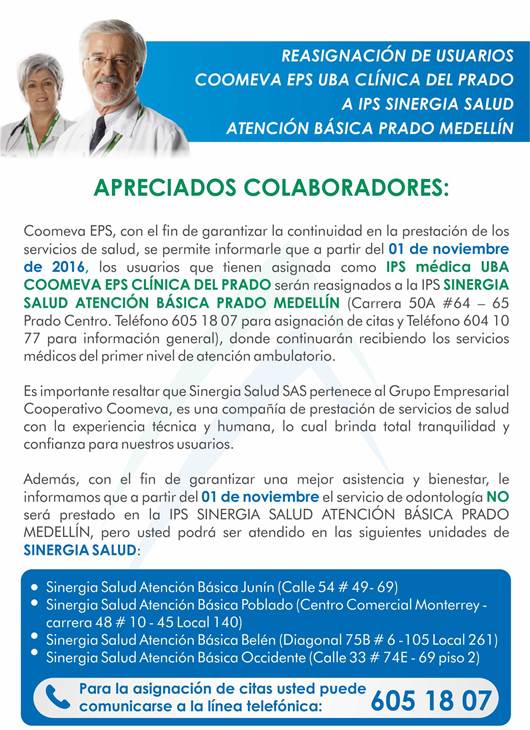 REASIGNACIÓN DE USUARIOS
COOMEVA EPS UBA CLÍNICA DEL PRADO
A IPS SINERGIA SALUD
ATENCIÓN BÁSICA PRADO MEDELLÍN
APRECIADOS COLABORADORES:
Coomeva EPS, con el fin de garantizar la continuidad en la prestación de los
servicios de salud, se permite informarle que a partir del 01 de noviembre
de 2016, los usuarios que tienen asignada como IPS médica UBA
COOMEVA EPS CLÍNICA DEL PRADO serán reasignados a la IPS SINERGIA
SALUD ATENCIÓN BÁSICA PRADO MEDELLÍN (Carrera 50A #64 – 65
Prado Centro. Teléfono 605 18 07 para asignación de citas y Teléfono 604 10
77 para información general), donde continuarán recibiendo los servicios
médicos del primer nivel de atención ambulatorio.
Es importante resaltar que Sinergia Salud SAS pertenece al Grupo Empresarial
Cooperativo Coomeva, es una compañía de prestación de servicios de salud
con la experiencia técnica y humana, lo cual brinda total tranquilidad y
confianza para nuestros usuarios.
Además, con el fin de garantizar una mejor asistencia y bienestar, le
informamos que a partir del 01 de noviembre el servicio de odontología NO
será prestado en la IPS SINERGIA SALUD ATENCIÓN BÁSICA PRADO
MEDELLÍN, pero usted podrá ser atendido en las siguientes unidades de
SINERGIA SALUD:
• Sinergia Salud Atención Básica Junín (Calle 54 # 49- 69)
• Sinergia Salud Atención Básica Poblado (Centro Comercial Monterrey -
carrera 48 # 10 - 45 Local 140)
• Sinergia Salud Atención Básica Belén (Diagonal 75B # 6 -105 Local 261)
• Sinergia Salud Atención Básica Occidente (Calle 33 # 74E - 69 piso 2)
Para la asignación de citas usted puede
comunicarse a la línea telefónica: 605 18 07